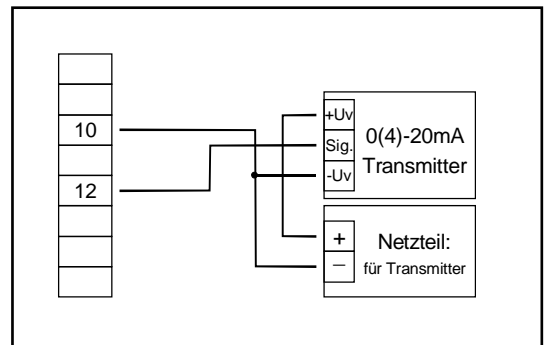 10
12
+Uv
Sig.
-Uv
0(4)-20mA
Transmitter
+
−
Netzteil:
für Transmitter